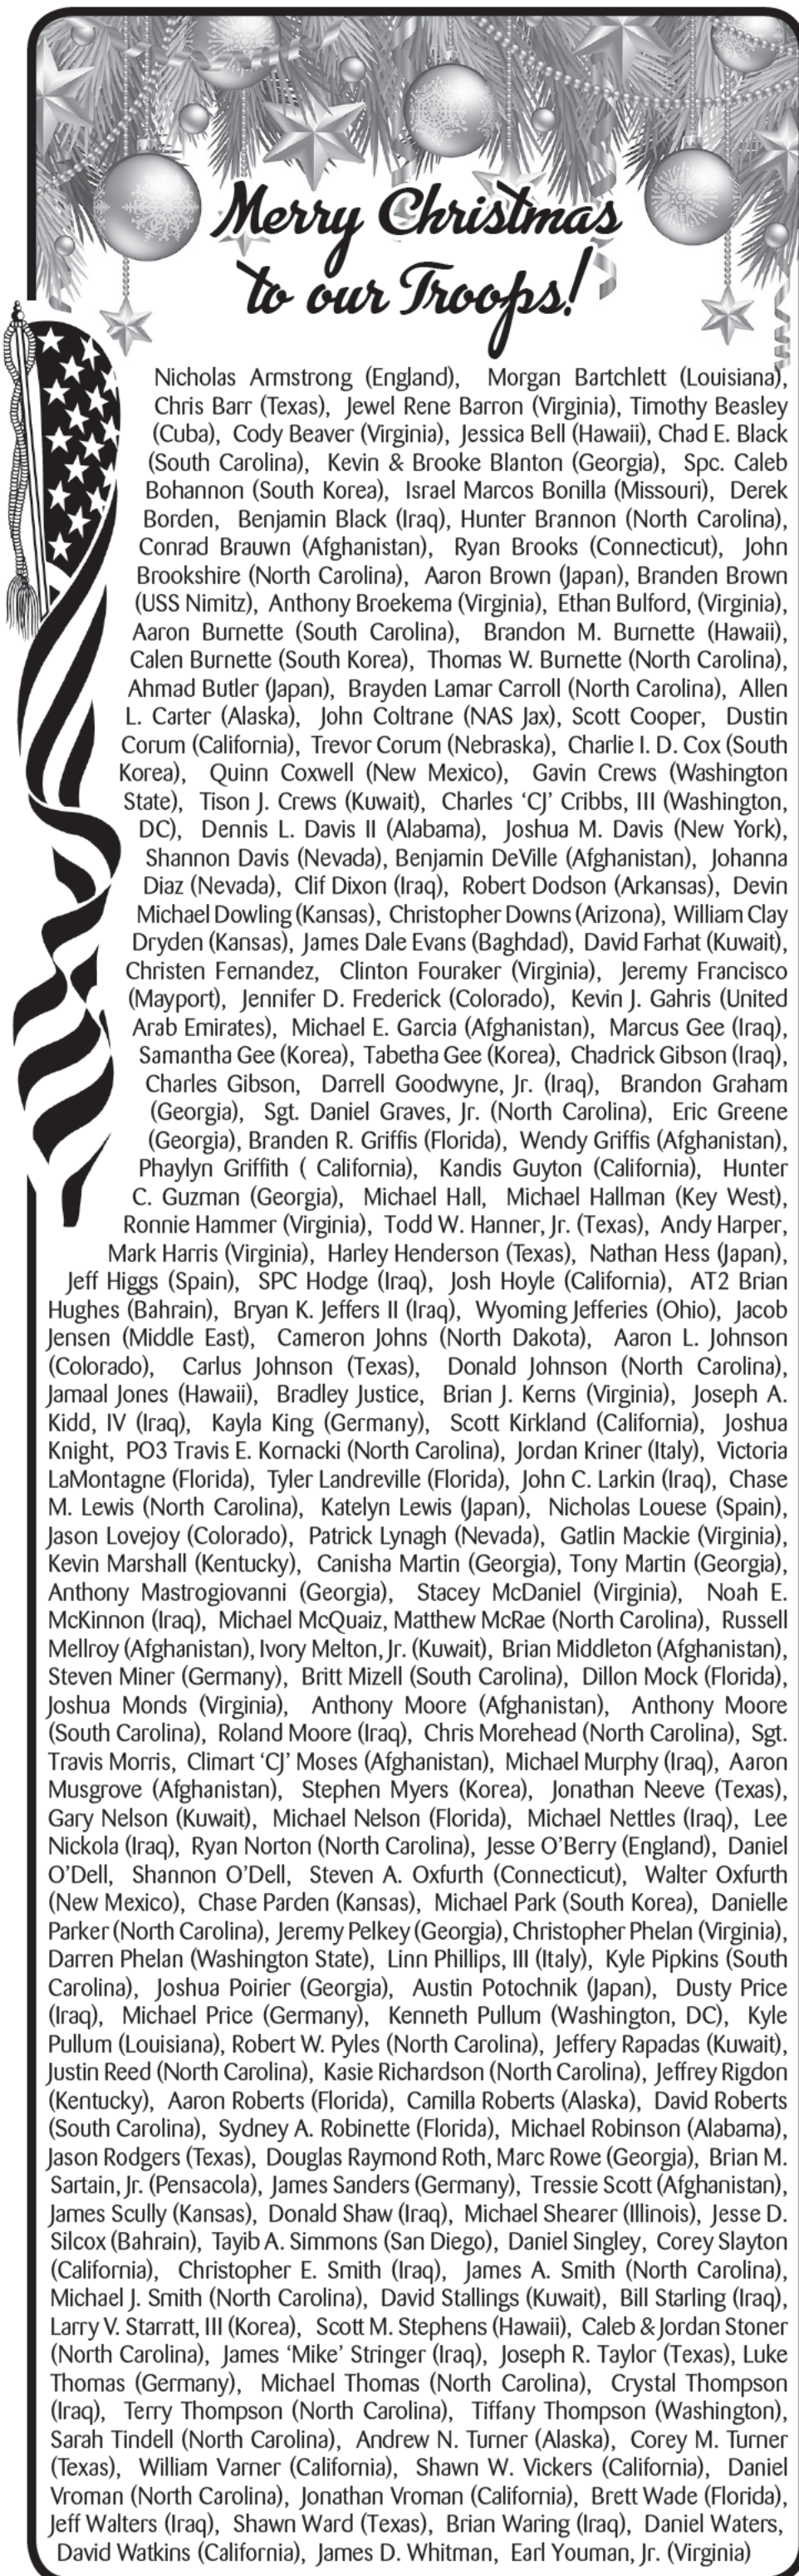 Merry Christmas
to our Troops!
Nicholas Armstrong (England), Morgan Bartchlett (Louisiana),
Chris Barr (Texas), Jewel Rene Barron (Virginia), Timothy Beasley
(Cuba), Cody Beaver (Virginia), Jessica Bell (Hawaii), Chad E. Black
(South Carolina), Kevin & Brooke Blanton (Georgia), Spc. Caleb
Bohannon (South Korea), Israel Marcos Bonilla (Missouri), Derek
Borden, Benjamin Black (Iraq), Hunter Brannon (North Carolina),
Conrad Brauwn (Afghanistan), Ryan Brooks (Connecticut), John
Brookshire (North Carolina), Aaron Brown (Japan), Branden Brown
(USS Nimitz), Anthony Broekema (Virginia), Ethan Bulford, (Virginia),
Aaron Burnette (South Carolina), Brandon M. Burnette (Hawaii),
Calen Burnette (South Korea), Thomas W. Burnette (North Carolina),
Ahmad Butler (Japan), Brayden Lamar Carroll (North Carolina), Allen
L. Carter (Alaska), John Coltrane (NAS Jax), Scott Cooper, Dustin
Corum (California), Trevor Corum (Nebraska), Charlie I. D. Cox (South
Korea), Quinn Coxwell (New Mexico), Gavin Crews (Washington
State), Tison J. Crews (Kuwait), Charles ‘CJ’ Cribbs, III (Washington,
DC), Dennis L. Davis II (Alabama), Joshua M. Davis (New York),
Shannon Davis (Nevada), Benjamin DeVille (Afghanistan), Johanna
Diaz (Nevada), Clif Dixon (Iraq), Robert Dodson (Arkansas), Devin
Michael Dowling (Kansas), Christopher Downs (Arizona), William Clay
Dryden (Kansas), James Dale Evans (Baghdad), David Farhat (Kuwait),
Christen Fernandez, Clinton Fouraker (Virginia), Jeremy Francisco
(Mayport), Jennifer D. Frederick (Colorado), Kevin J. Gahris (United
Arab Emirates), Michael E. Garcia (Afghanistan), Marcus Gee (Iraq),
Samantha Gee (Korea), Tabetha Gee (Korea), Chadrick Gibson (Iraq),
Charles Gibson, Darrell Goodwyne, Jr. (Iraq), Brandon Graham
(Georgia), Sgt. Daniel Graves, Jr. (North Carolina), Eric Greene
(Georgia), Branden R. Griffis (Florida), Wendy Griffis (Afghanistan),
Phaylyn Griffith ( California), Kandis Guyton (California), Hunter
C. Guzman (Georgia), Michael Hall, Michael Hallman (Key West),
Ronnie Hammer (Virginia), Todd W. Hanner, Jr. (Texas), Andy Harper,
Mark Harris (Virginia), Harley Henderson (Texas), Nathan Hess (Japan),
Jeff Higgs (Spain), SPC Hodge (Iraq), Josh Hoyle (California), AT2 Brian
Hughes (Bahrain), Bryan K. Jeffers II (Iraq), Wyoming Jefferies (Ohio), Jacob
Jensen (Middle East), Cameron Johns (North Dakota), Aaron L. Johnson
(Colorado), Carlus Johnson (Texas), Donald Johnson (North Carolina),
Jamaal Jones (Hawaii), Bradley Justice, Brian J. Kerns (Virginia), Joseph A.
Kidd, IV (Iraq), Kayla King (Germany), Scott Kirkland (California), Joshua
Knight, PO3 Travis E. Kornacki (North Carolina), Jordan Kriner (Italy), Victoria
LaMontagne (Florida), Tyler Landreville (Florida), John C. Larkin (Iraq), Chase
M. Lewis (North Carolina), Katelyn Lewis (Japan), Nicholas Louese (Spain),
Jason Lovejoy (Colorado), Patrick Lynagh (Nevada), Gatlin Mackie (Virginia),
Kevin Marshall (Kentucky), Canisha Martin (Georgia), Tony Martin (Georgia),
Anthony Mastrogiovanni (Georgia), Stacey McDaniel (Virginia), Noah E.
McKinnon (Iraq), Michael McQuaiz, Matthew McRae (North Carolina), Russell
Mellroy (Afghanistan), Ivory Melton, Jr. (Kuwait), Brian Middleton (Afghanistan),
Steven Miner (Germany), Britt Mizell (South Carolina), Dillon Mock (Florida),
Joshua Monds (Virginia), Anthony Moore (Afghanistan), Anthony Moore
(South Carolina), Roland Moore (Iraq), Chris Morehead (North Carolina), Sgt.
Travis Morris, Climart ‘CJ’ Moses (Afghanistan), Michael Murphy (Iraq), Aaron
Musgrove (Afghanistan), Stephen Myers (Korea), Jonathan Neeve (Texas),
Gary Nelson (Kuwait), Michael Nelson (Florida), Michael Nettles (Iraq), Lee
Nickola (Iraq), Ryan Norton (North Carolina), Jesse O’Berry (England), Daniel
O’Dell, Shannon O’Dell, Steven A. Oxfurth (Connecticut), Walter Oxfurth
(New Mexico), Chase Parden (Kansas), Michael Park (South Korea), Danielle
Parker (North Carolina), Jeremy Pelkey (Georgia), Christopher Phelan (Virginia),
Darren Phelan (Washington State), Linn Phillips, III (Italy), Kyle Pipkins (South
Carolina), Joshua Poirier (Georgia), Austin Potochnik (Japan), Dusty Price
(Iraq), Michael Price (Germany), Kenneth Pullum (Washington, DC), Kyle
Pullum (Louisiana), Robert W. Pyles (North Carolina), Jeffery Rapadas (Kuwait),
Justin Reed (North Carolina), Kasie Richardson (North Carolina), Jeffrey Rigdon
(Kentucky), Aaron Roberts (Florida), Camilla Roberts (Alaska), David Roberts
(South Carolina), Sydney A. Robinette (Florida), Michael Robinson (Alabama),
Jason Rodgers (Texas), Douglas Raymond Roth, Marc Rowe (Georgia), Brian M.
Sartain, Jr. (Pensacola), James Sanders (Germany), Tressie Scott (Afghanistan),
James Scully (Kansas), Donald Shaw (Iraq), Michael Shearer (Illinois), Jesse D.
Silcox (Bahrain), Tayib A. Simmons (San Diego), Daniel Singley, Corey Slayton
(California), Christopher E. Smith (Iraq), James A. Smith (North Carolina),
Michael J. Smith (North Carolina), David Stallings (Kuwait), Bill Starling (Iraq),
Larry V. Starratt, III (Korea), Scott M. Stephens (Hawaii), Caleb & Jordan Stoner
(North Carolina), James ‘Mike’ Stringer (Iraq), Joseph R. Taylor (Texas), Luke
Thomas (Germany), Michael Thomas (North Carolina), Crystal Thompson
(Iraq), Terry Thompson (North Carolina), Tiffany Thompson (Washington),
Sarah Tindell (North Carolina), Andrew N. Turner (Alaska), Corey M. Turner
(Texas), William Varner (California), Shawn W. Vickers (California), Daniel
Vroman (North Carolina), Jonathan Vroman (California), Brett Wade (Florida),
Jeff Walters (Iraq), Shawn Ward (Texas), Brian Waring (Iraq), Daniel Waters,
David Watkins (California), James D. Whitman, Earl Youman, Jr. (Virginia)